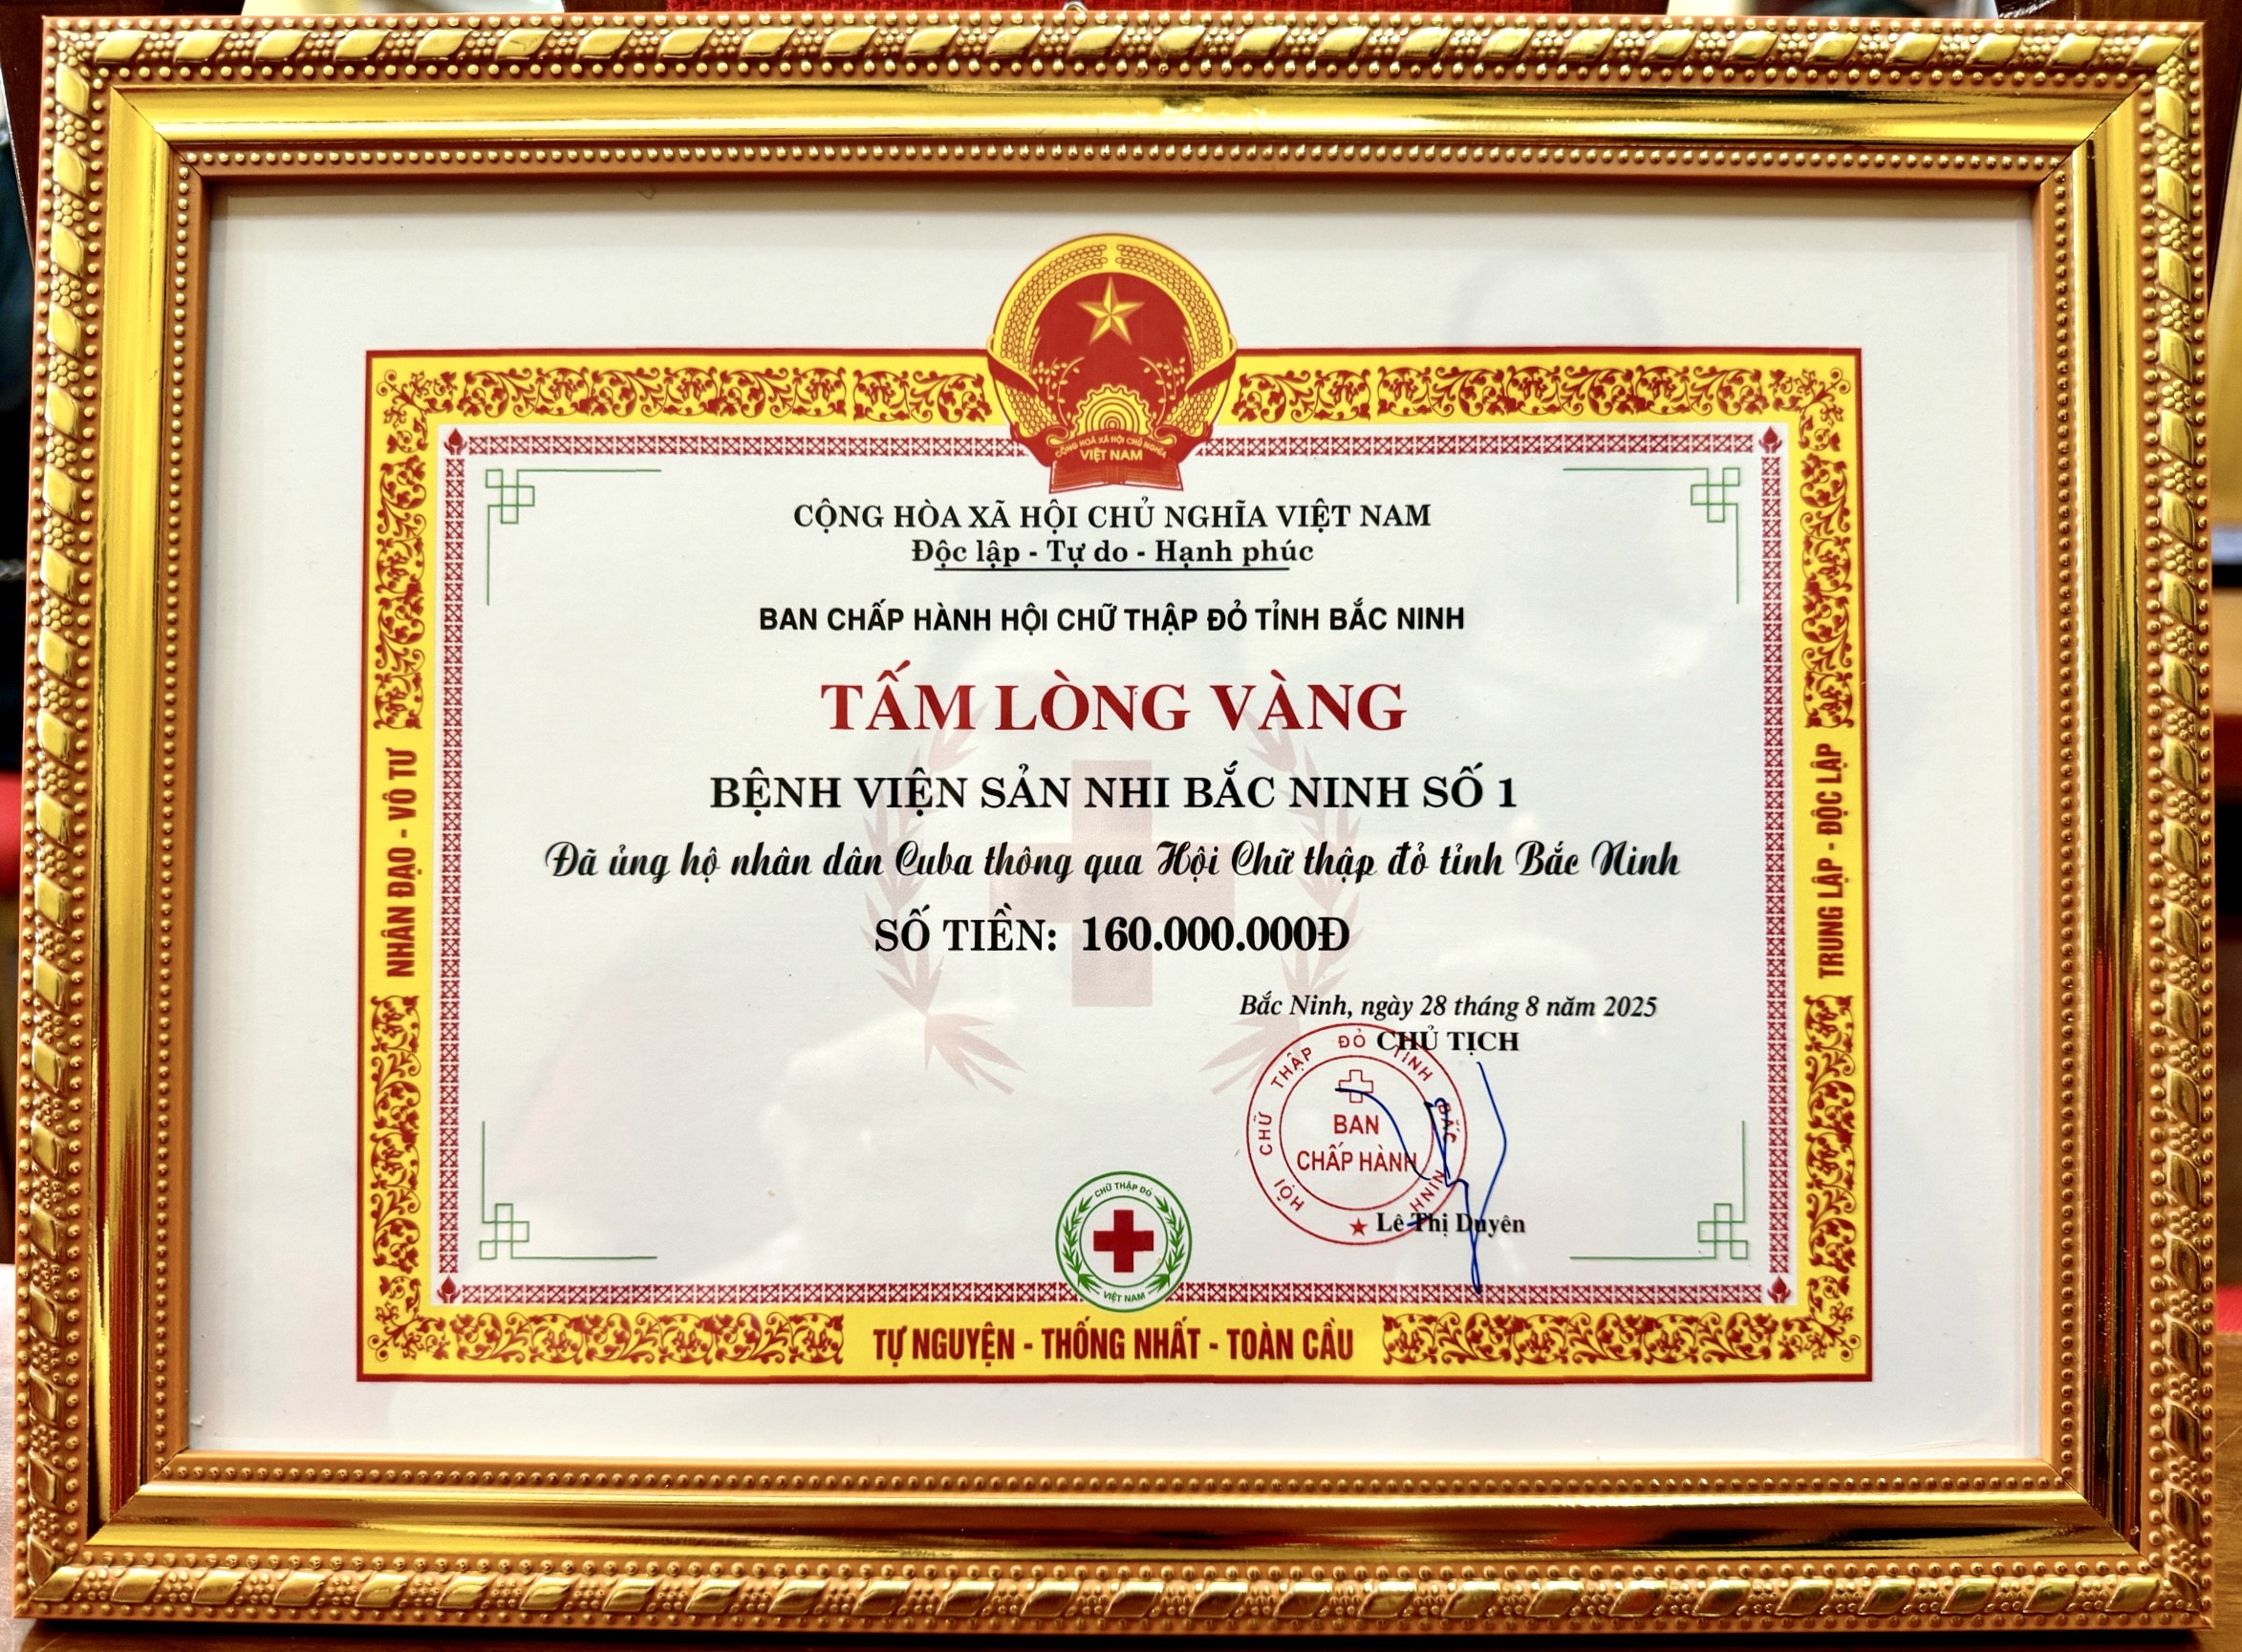 CỘNG HOÀ XÃ HỘI CHỦ NGHĨA
VIỆT NAM
CỘNG HÒA XÃ HỘI CHỦ NGHĨA VIỆT NAM
Độc lập - Tự do - Hạnh phúc
BAN CHẤP HÀNH HỘI CHỮ THẬP ĐỎ TỈNH BẮC NINH
TẤM LÒNG VÀNG
BỆNH VIỆN SẢN NHI BẮC NINH SỐ 1
Đã ủng hộ nhân dân Cuba thông qua Hội Chữ thập đỏ tỉnh Bắc Ninh
SỐ TIỀN: 160.000.000Đ
Bắc Ninh, ngày 28 tháng 8 năm 2025
CHỦ TỊCH
HỘI CHỮ THẬP ĐỎ TỈNH BẮC NINH
BAN
CHẤP HÀNH
Lê Thị Duyên
CHỮ THẬP ĐỎ
VIỆT NAM
NHÂN ĐẠO - VÔ TƯ
TRUNG LẬP - ĐỘC LẬP
TỰ NGUYỆN - THỐNG NHẤT - TOÀN CẦU